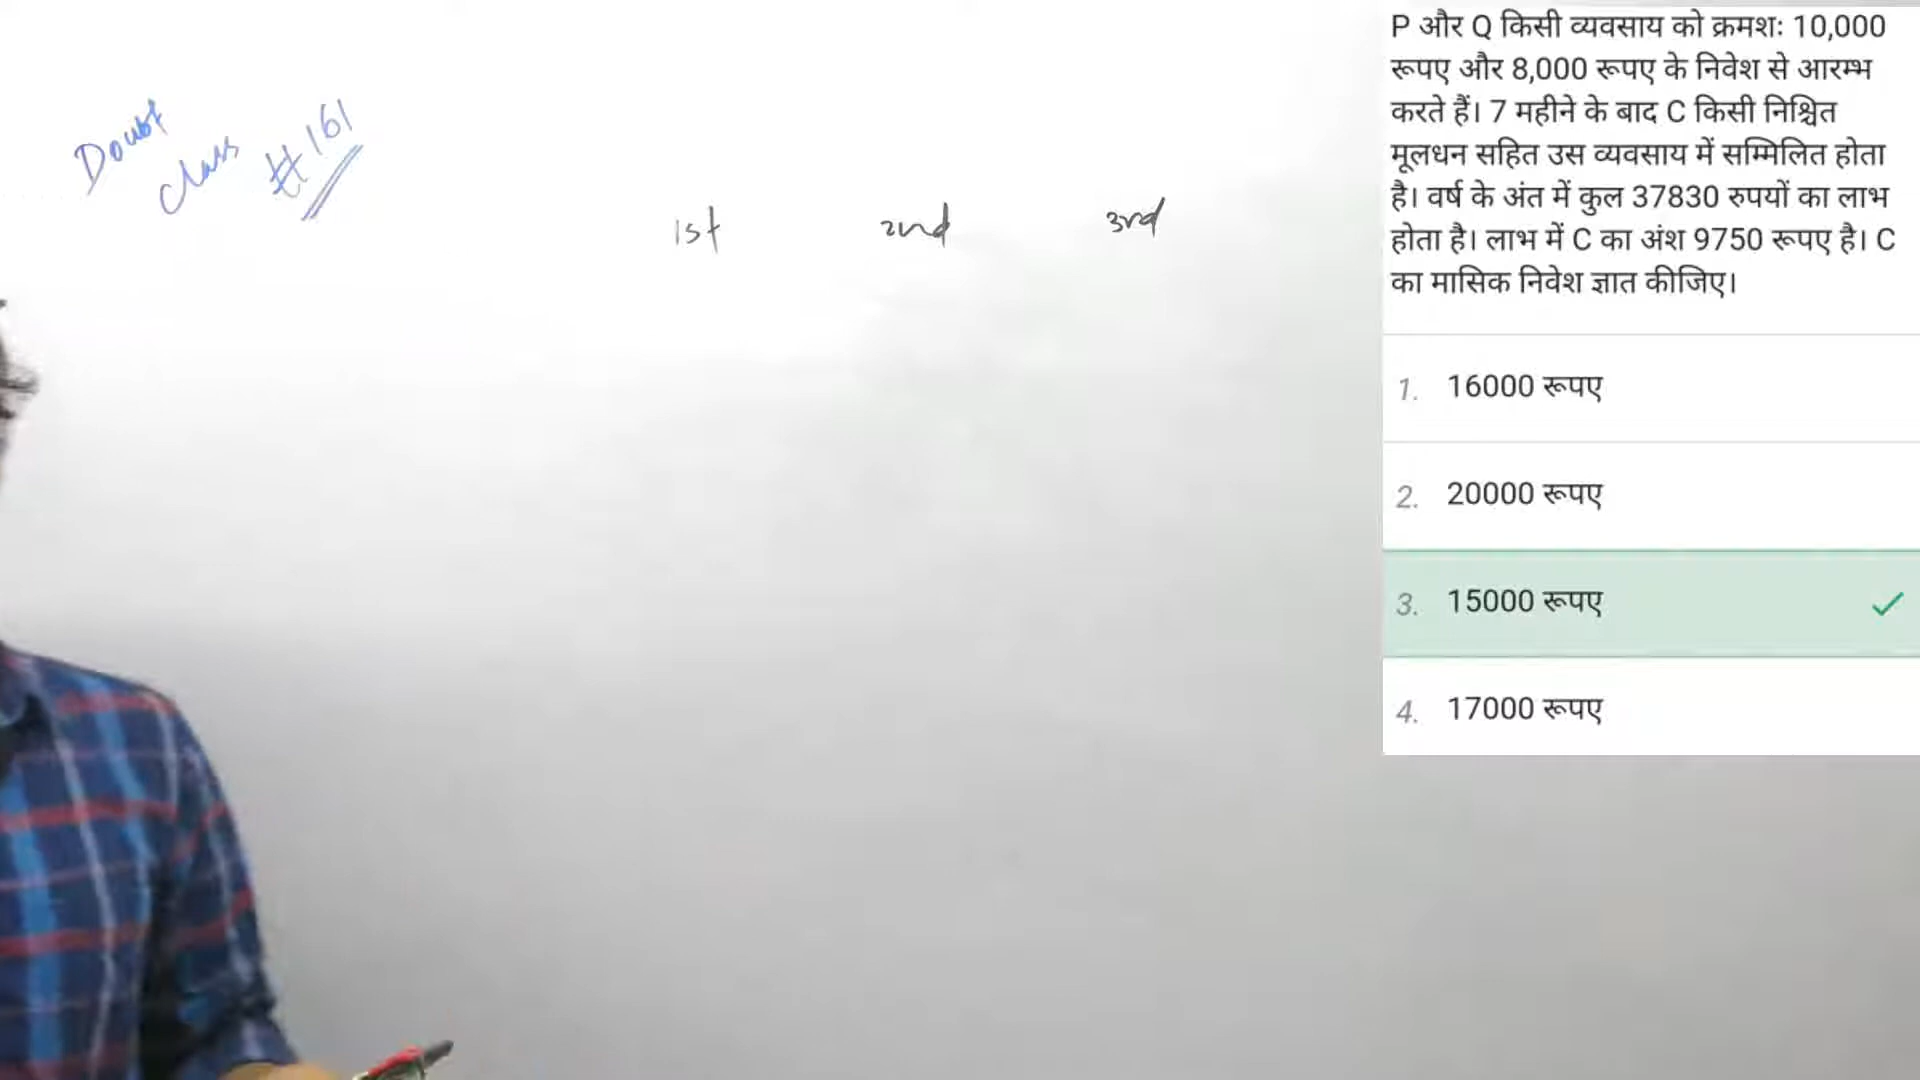 Doubt
class #161
1st 2nd 3rd
P और Q किसी व्यवसाय को क्रमशः 10,000
रूपए और 8,000 रूपए के निवेश से आरम्भ
करते हैं। 7 महीने के बाद C किसी निश्चित
मूलधन सहित उस व्यवसाय में सम्मिलित होता
है। वर्ष के अंत में कुल 37830 रुपयों का लाभ
होता है। लाभ में C का अंश 9750 रूपए है। C
का मासिक निवेश ज्ञात कीजिए।
1. 16000 रूपए
2. 20000 रूपए
3. 15000 रूपए
4. 17000 रूपए